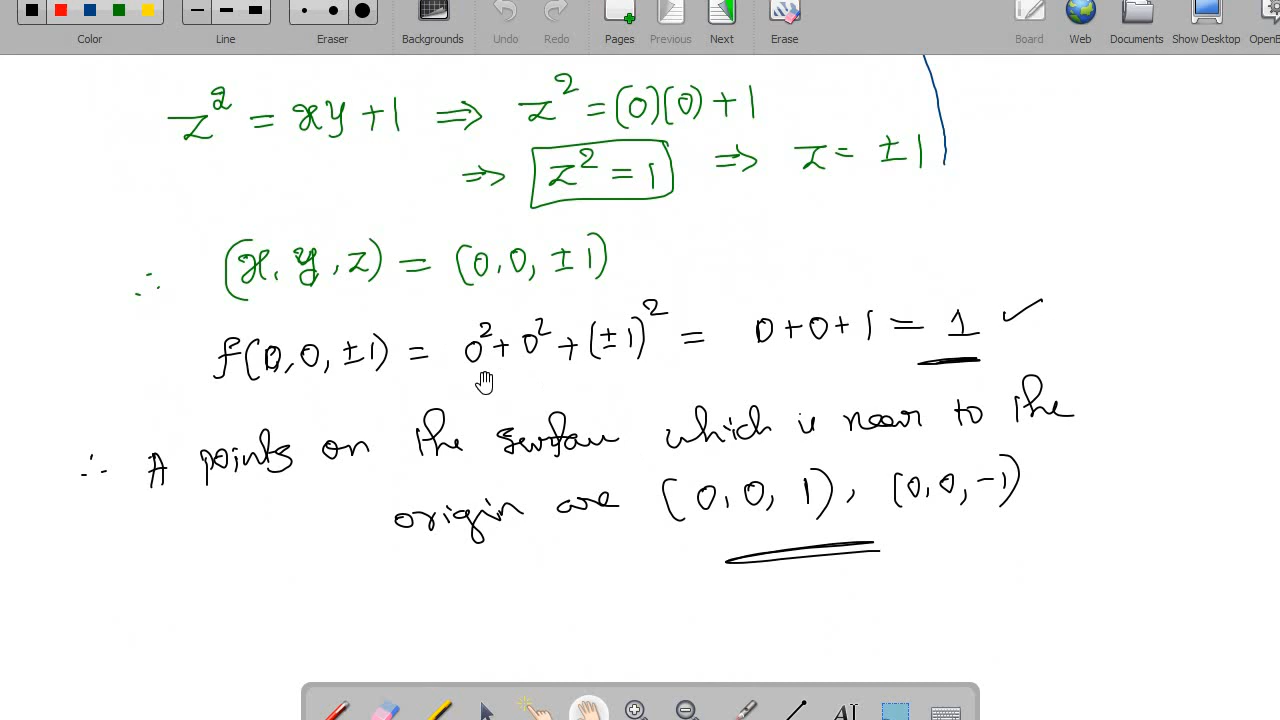 Color Line Eraser Backgrounds Undo Redo Pages Previous Next Erase Board Web Documents Show Desktop
z² = xy + 1 ⇒ z² = (0)(0) + 1
⇒ z² = 1 ⇒ z = ± 1
∴ (x, y, z) = (0, 0, ± 1)
f(0, 0, ±1) = 0² + 0² + (± 1)² = 0 + 0 + 1 = 1 ✓
∴ A points on the surface which is near to the
origin are (0, 0, 1), (0, 0, -1)